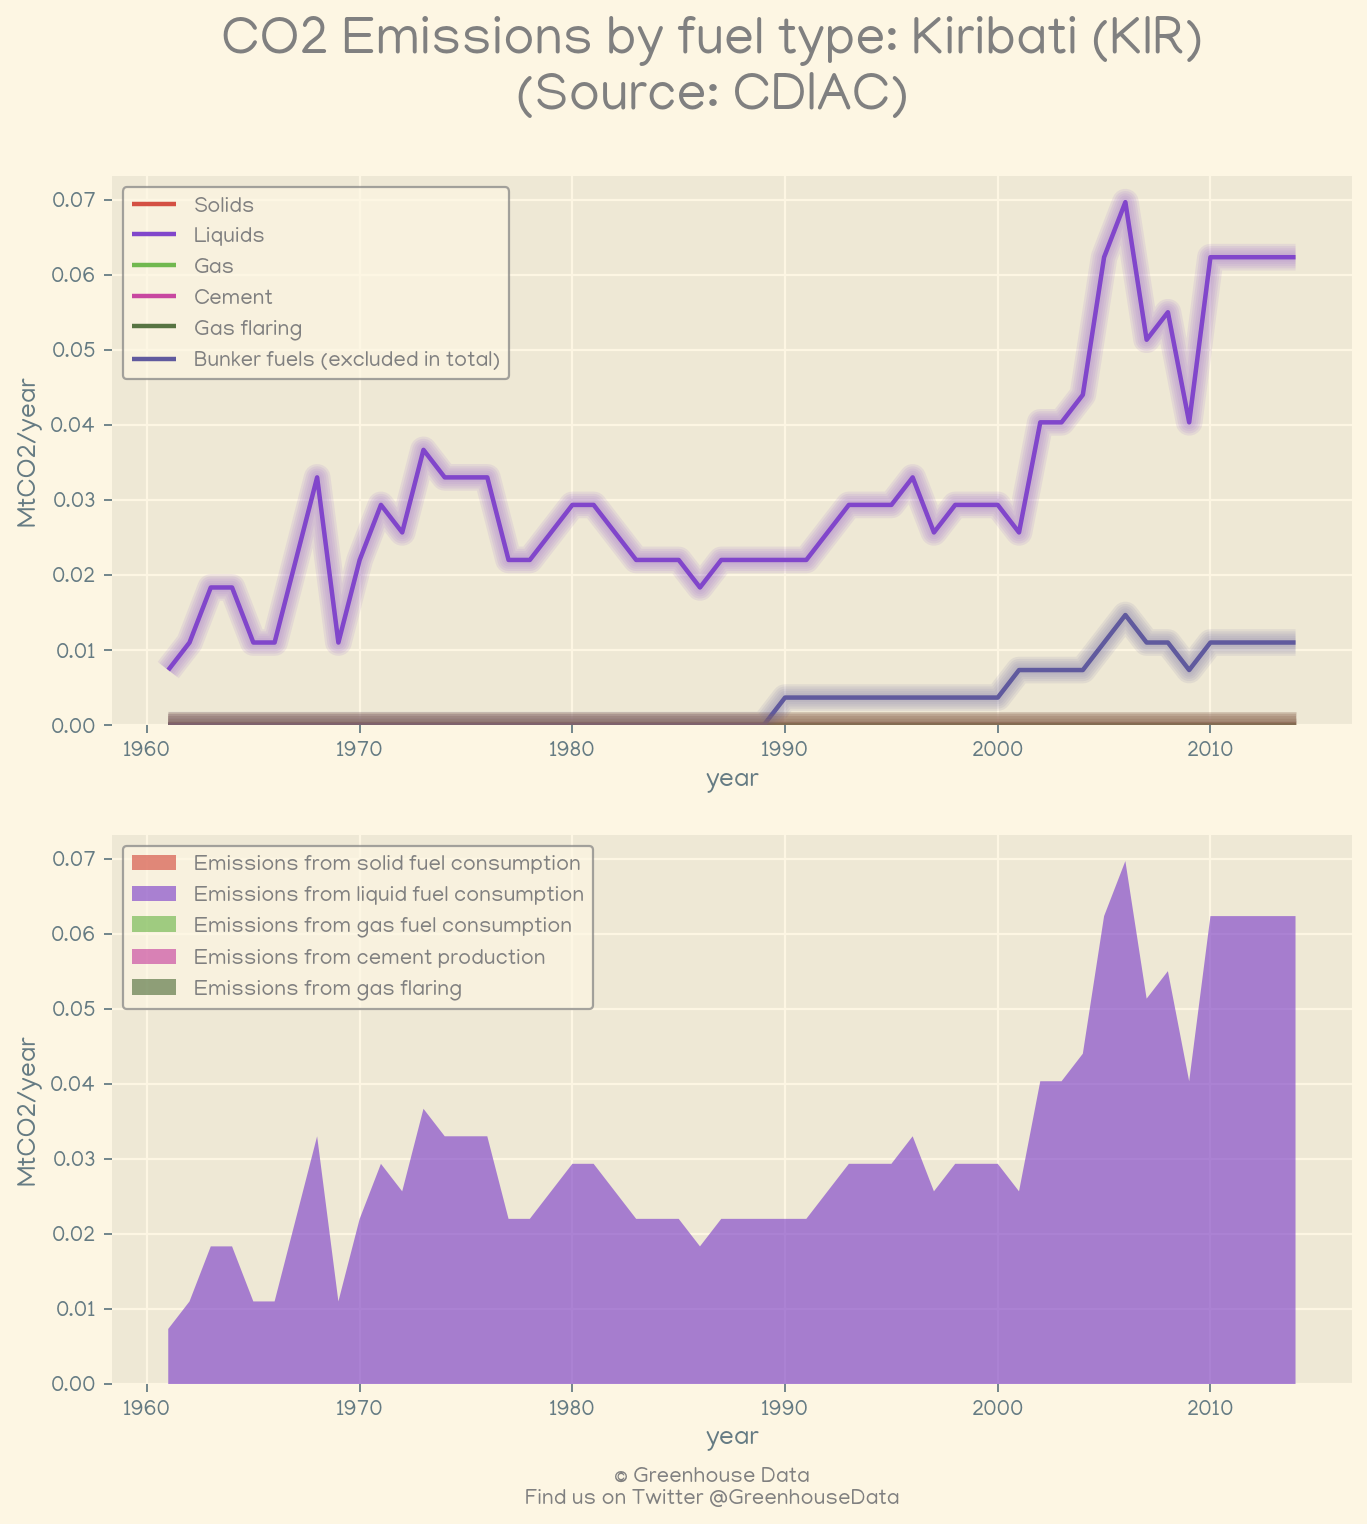 CO2 Emissions by fuel type: Kiribati (KIR)
(Source: CDIAC)
0.07
0.06
0.05
0.04
0.03
0.02
0.01
0.00
MtCO2/year
Solids
Liquids
Gas
Cement
Gas flaring
Bunker fuels (excluded in total)
1960 1970 1980 1990 2000 2010
year
0.07
0.06
0.05
0.04
0.03
0.02
0.01
0.00
MtCO2/year
Emissions from solid fuel consumption
Emissions from liquid fuel consumption
Emissions from gas fuel consumption
Emissions from cement production
Emissions from gas flaring
1960 1970 1980 1990 2000 2010
year
© Greenhouse Data
Find us on Twitter @GreenhouseData